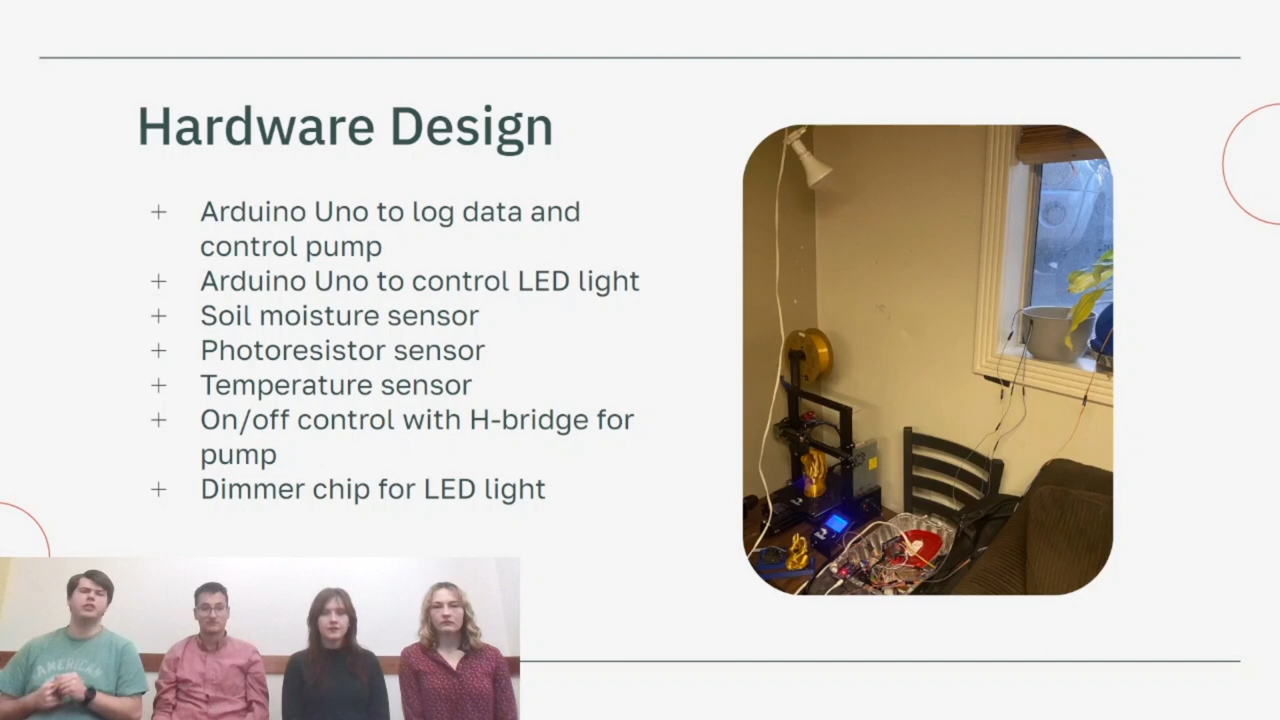 Hardware Design
+ Arduino Uno to log data and
control pump
+ Arduino Uno to control LED light
+ Soil moisture sensor
+ Photoresistor sensor
+ Temperature sensor
+ On/off control with H-bridge for
pump
+ Dimmer chip for LED light
AMERICAN